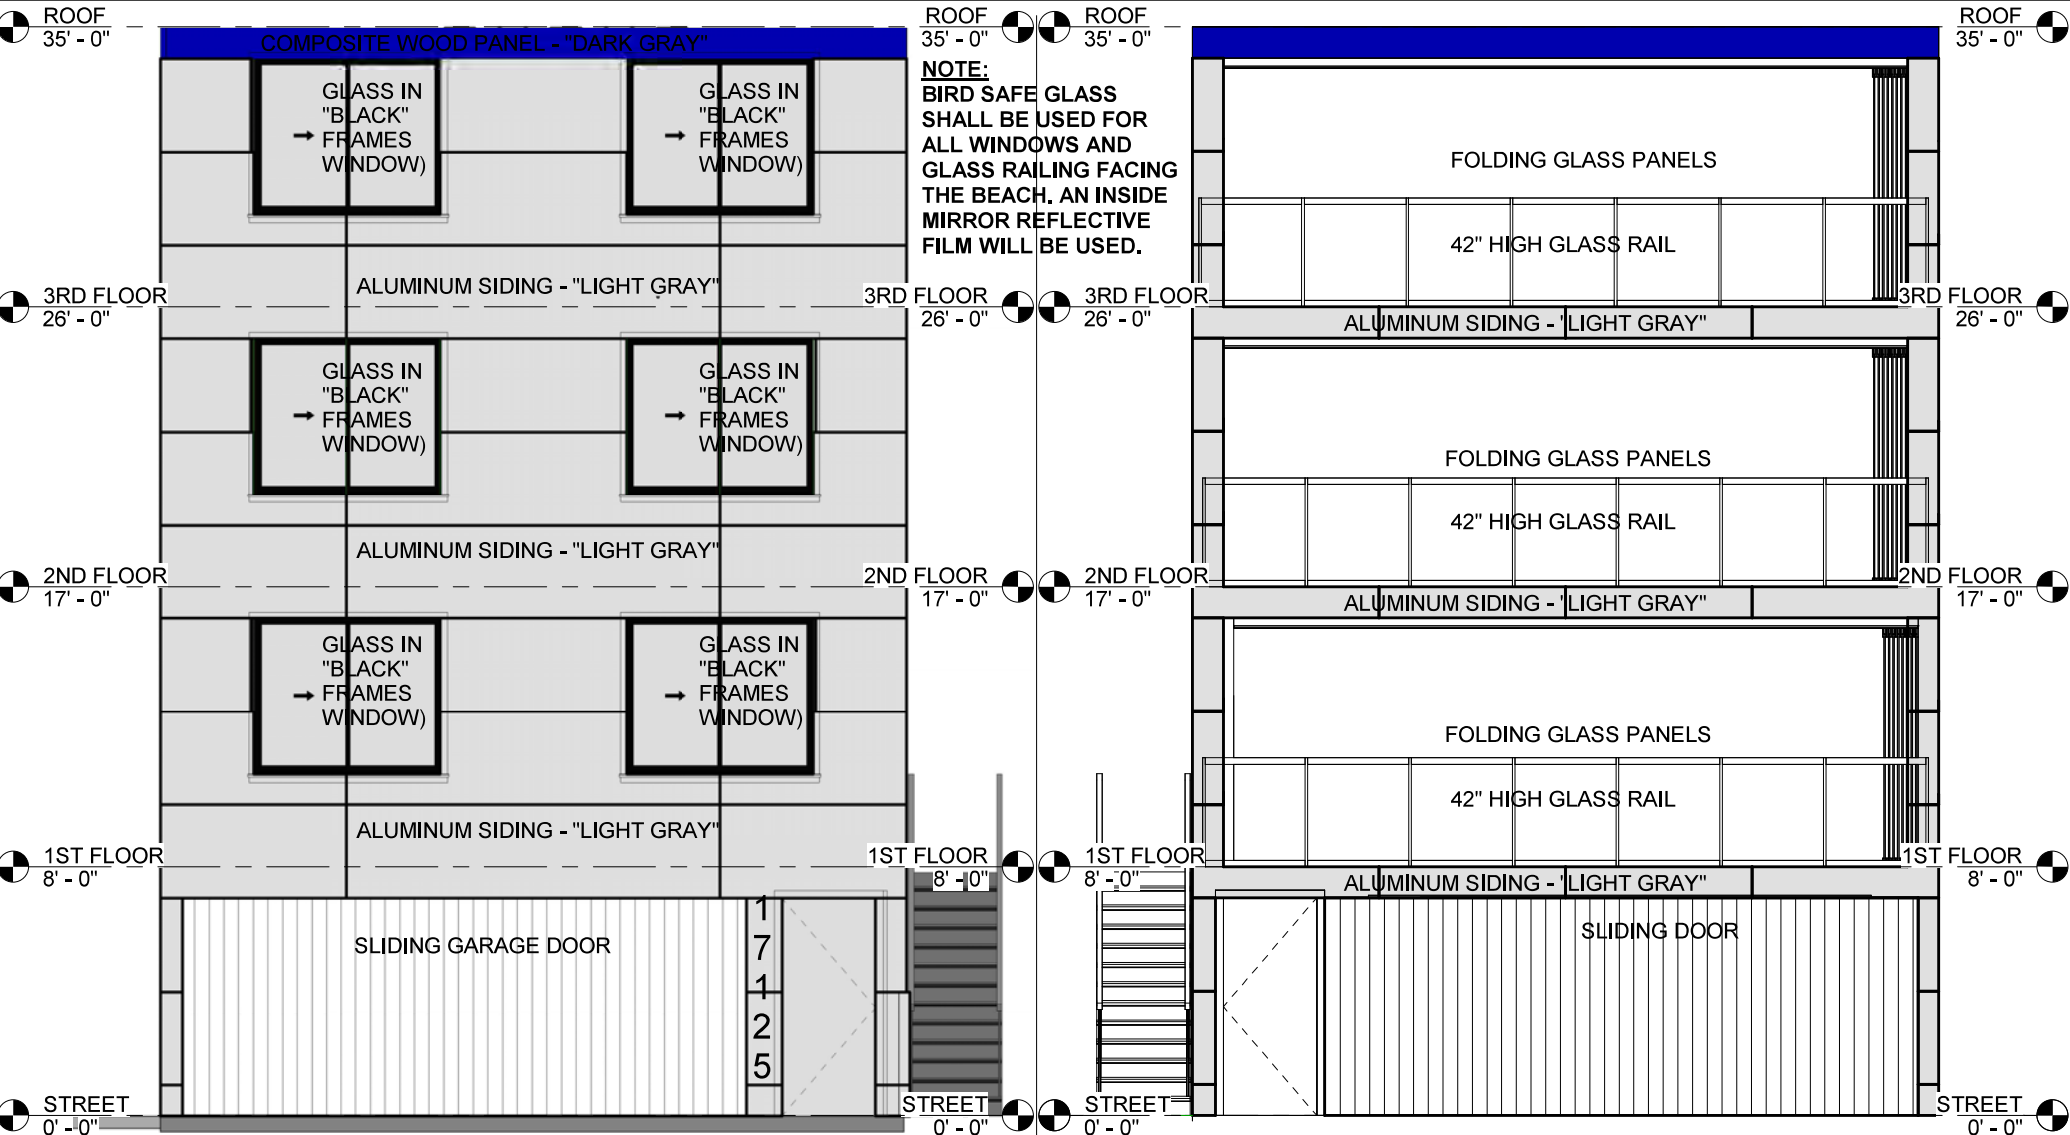 ROOF
35' - 0"
COMPOSITE WOOD PANEL - "DARK GRAY"
GLASS IN
"BLACK"
FRAMES
WINDOW)
GLASS IN
"BLACK"
FRAMES
WINDOW)
ALUMINUM SIDING - "LIGHT GRAY"
3RD FLOOR
26' - 0"
GLASS IN
"BLACK"
FRAMES
WINDOW)
GLASS IN
"BLACK"
FRAMES
WINDOW)
ALUMINUM SIDING - "LIGHT GRAY"
2ND FLOOR
17' - 0"
GLASS IN
"BLACK"
FRAMES
WINDOW)
GLASS IN
"BLACK"
FRAMES
WINDOW)
ALUMINUM SIDING - "LIGHT GRAY"
1ST FLOOR
8' - 0"
SLIDING GARAGE DOOR
1
7
1
2
5
STREET
0' - 0"
ROOF
35' - 0"
NOTE:
BIRD SAFE GLASS
SHALL BE USED FOR
ALL WINDOWS AND
GLASS RAILING FACING
THE BEACH. AN INSIDE
MIRROR REFLECTIVE
FILM WILL BE USED.
3RD FLOOR
26' - 0"
2ND FLOOR
17' - 0"
1ST FLOOR
8' - 0"
STREET
0' - 0"
ROOF
35' - 0"
3RD FLOOR
26' - 0"
2ND FLOOR
17' - 0"
1ST FLOOR
8' - 0"
STREET
0' - 0"
FOLDING GLASS PANELS
42" HIGH GLASS RAIL
ALUMINUM SIDING - "LIGHT GRAY"
FOLDING GLASS PANELS
42" HIGH GLASS RAIL
ALUMINUM SIDING - "LIGHT GRAY"
FOLDING GLASS PANELS
42" HIGH GLASS RAIL
ALUMINUM SIDING - "LIGHT GRAY"
SLIDING DOOR
ROOF
35' - 0"
3RD FLOOR
26' - 0"
2ND FLOOR
17' - 0"
1ST FLOOR
8' - 0"
STREET
0' - 0"